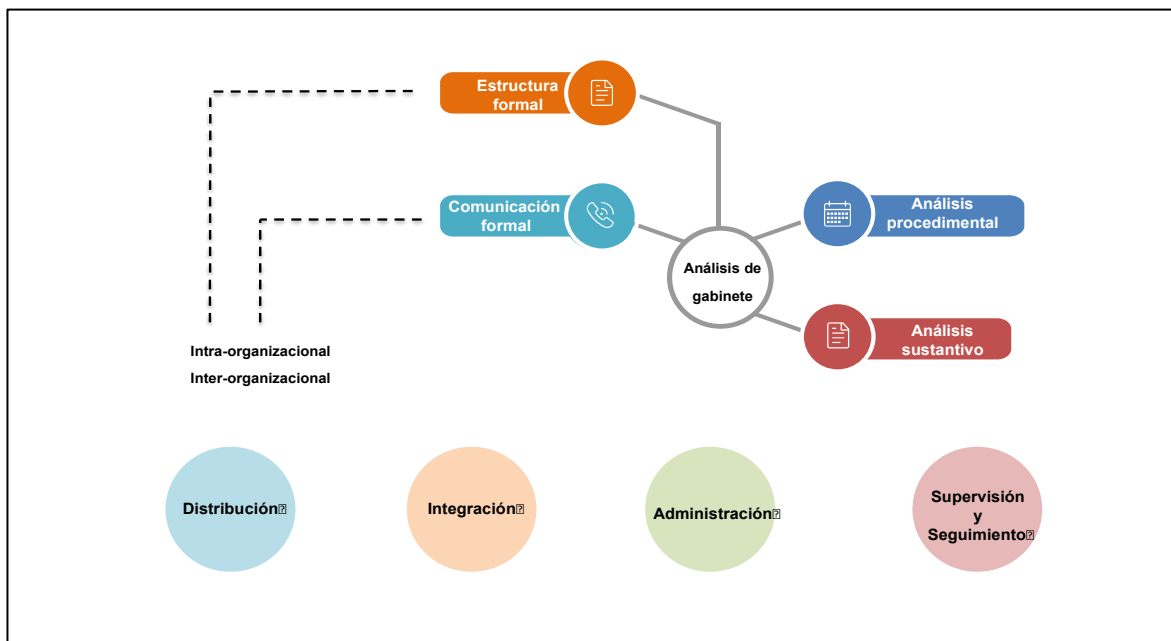 Estructura
formal
Comunicación
formal
Análisis
procedimental
Análisis de
gabinete
Análisis
sustantivo
Intra-organizacional
Inter-organizacional
Distribución
Integración
Administración
Supervisión
y
Seguimiento